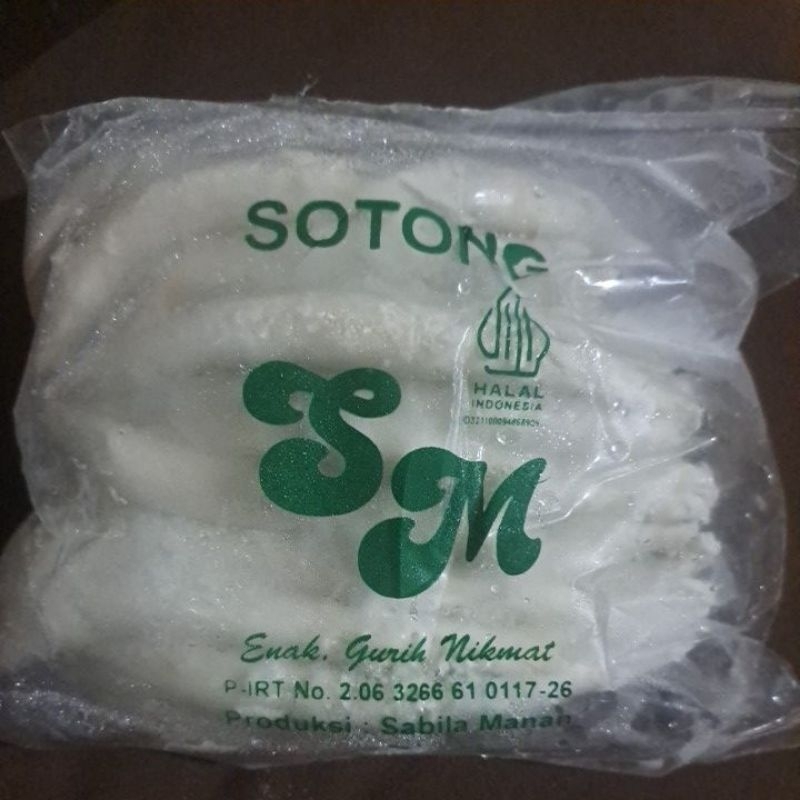 SOTONG
HALAL
INDONESIA
SM
Enak, Gurih Nikmat
P-IRT No. 2.06 3266 61 0117-26
Produksi : Sabila Manah